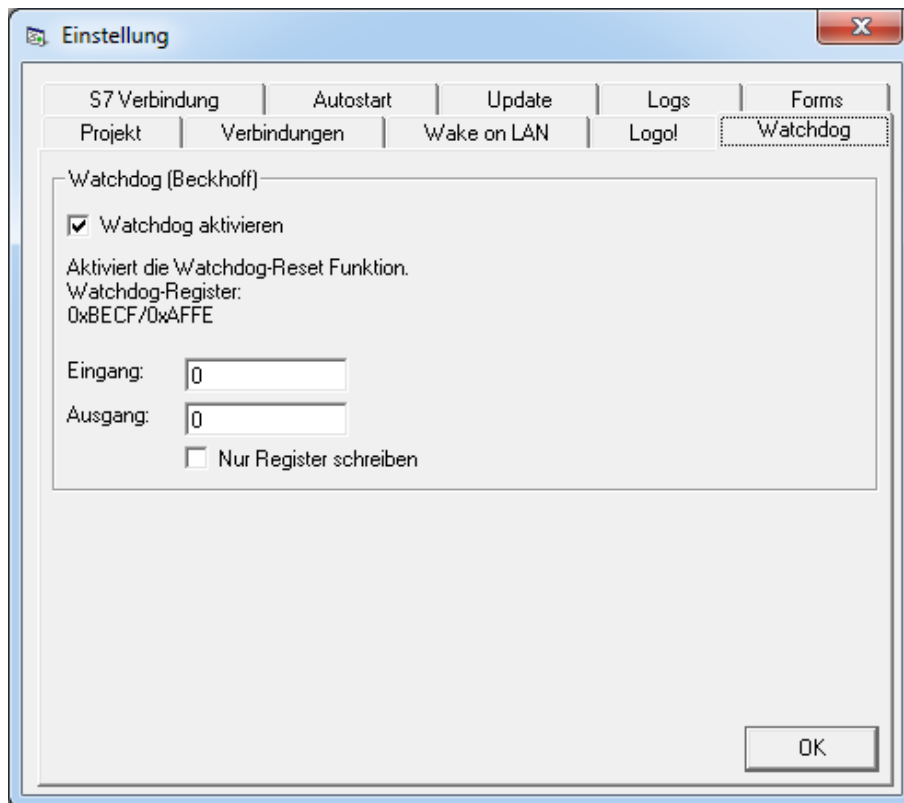 Einstellung
S7 Verbindung Autostart Update Logs Forms
Projekt Verbindungen Wake on LAN Logo! Watchdog
Watchdog (Beckhoff)
Watchdog aktivieren
Aktiviert die Watchdog-Reset Funktion.
Watchdog-Register:
0xBECF/0xAFFE
Eingang: 0
Ausgang: 0
Nur Register schreiben
OK